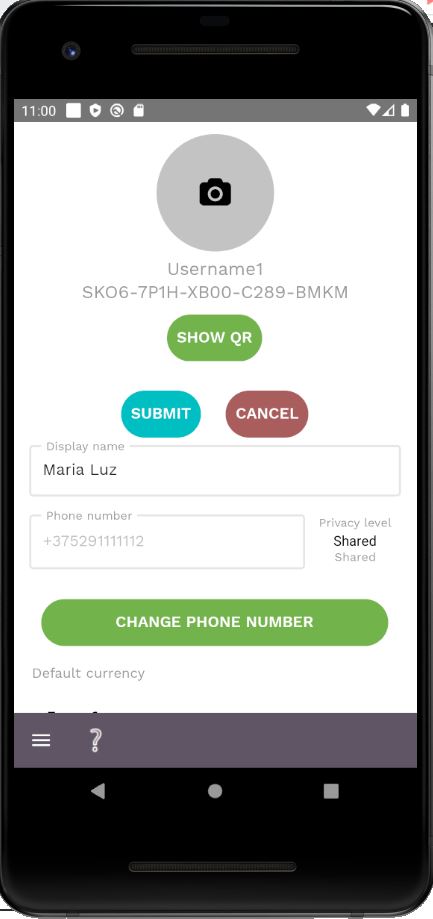 11:00
Username1
SKO6-7P1H-XB00-C289-BMKM
SHOW QR
SUBMIT CANCEL
Display name
Maria Luz
Phone number
+375291111112
Privacy level
Shared
Shared
CHANGE PHONE NUMBER
Default currency
?